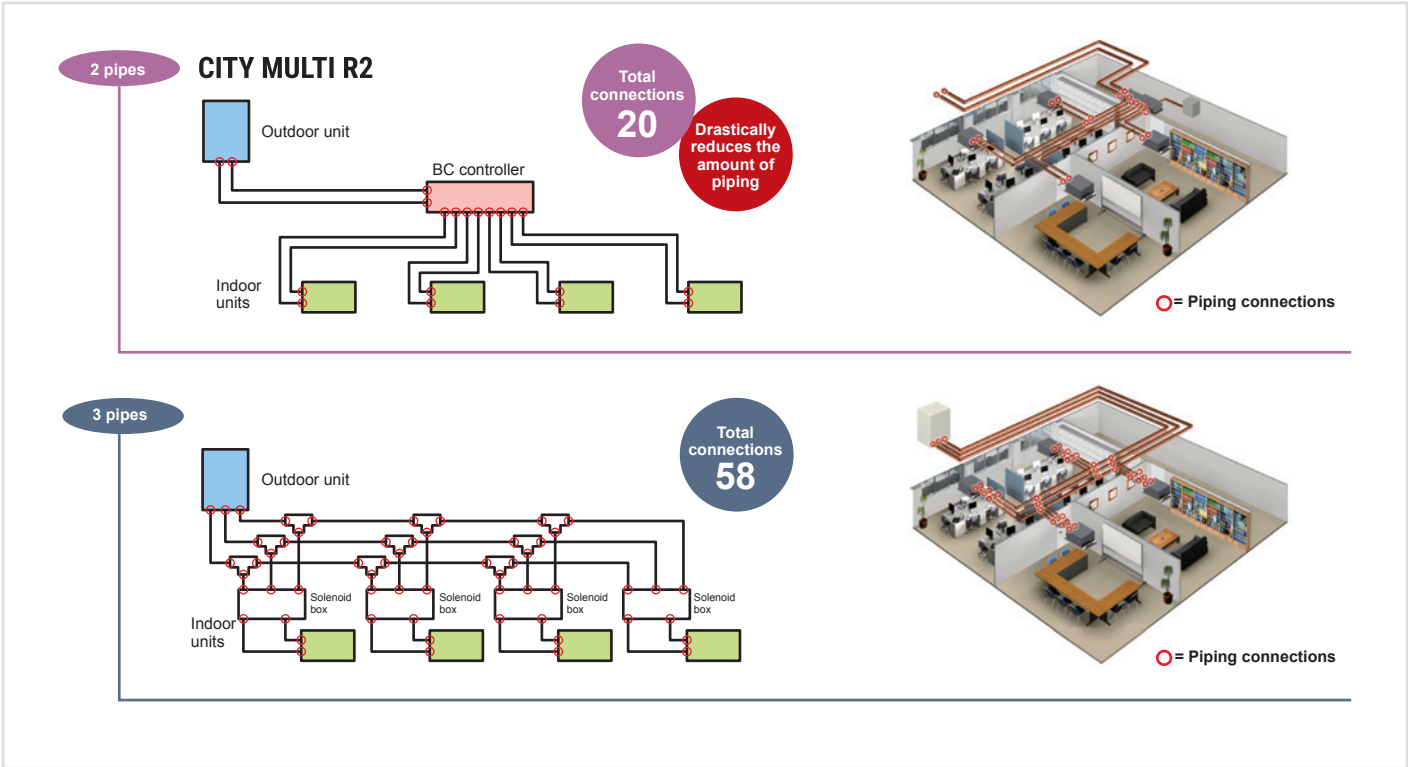 2 pipes
CITY MULTI R2
Total
connections
20
Drastically
reduces the
amount of
piping
Outdoor unit
BC controller
Indoor
units
= Piping connections
3 pipes
Total
connections
58
Outdoor unit
Solenoid
box
Solenoid
box
Solenoid
box
Solenoid
box
Indoor
units
= Piping connections